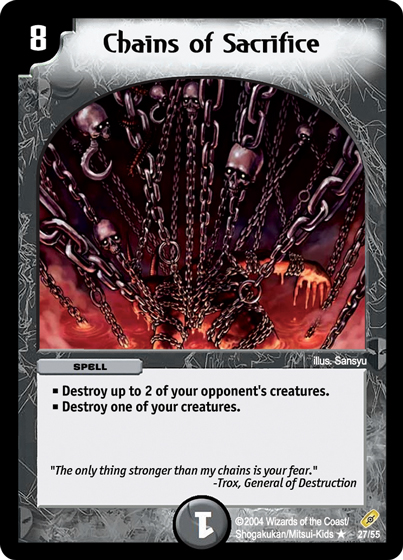 8
Chains of Sacrifice
illus. Sansyu
SPELL
▪ Destroy up to 2 of your opponent's creatures.
▪ Destroy one of your creatures.
"The only thing stronger than my chains is your fear."
-Trox, General of Destruction
1
©2004 Wizards of the Coast/
Shogakukan/Mitsui-Kids ★ 27/55